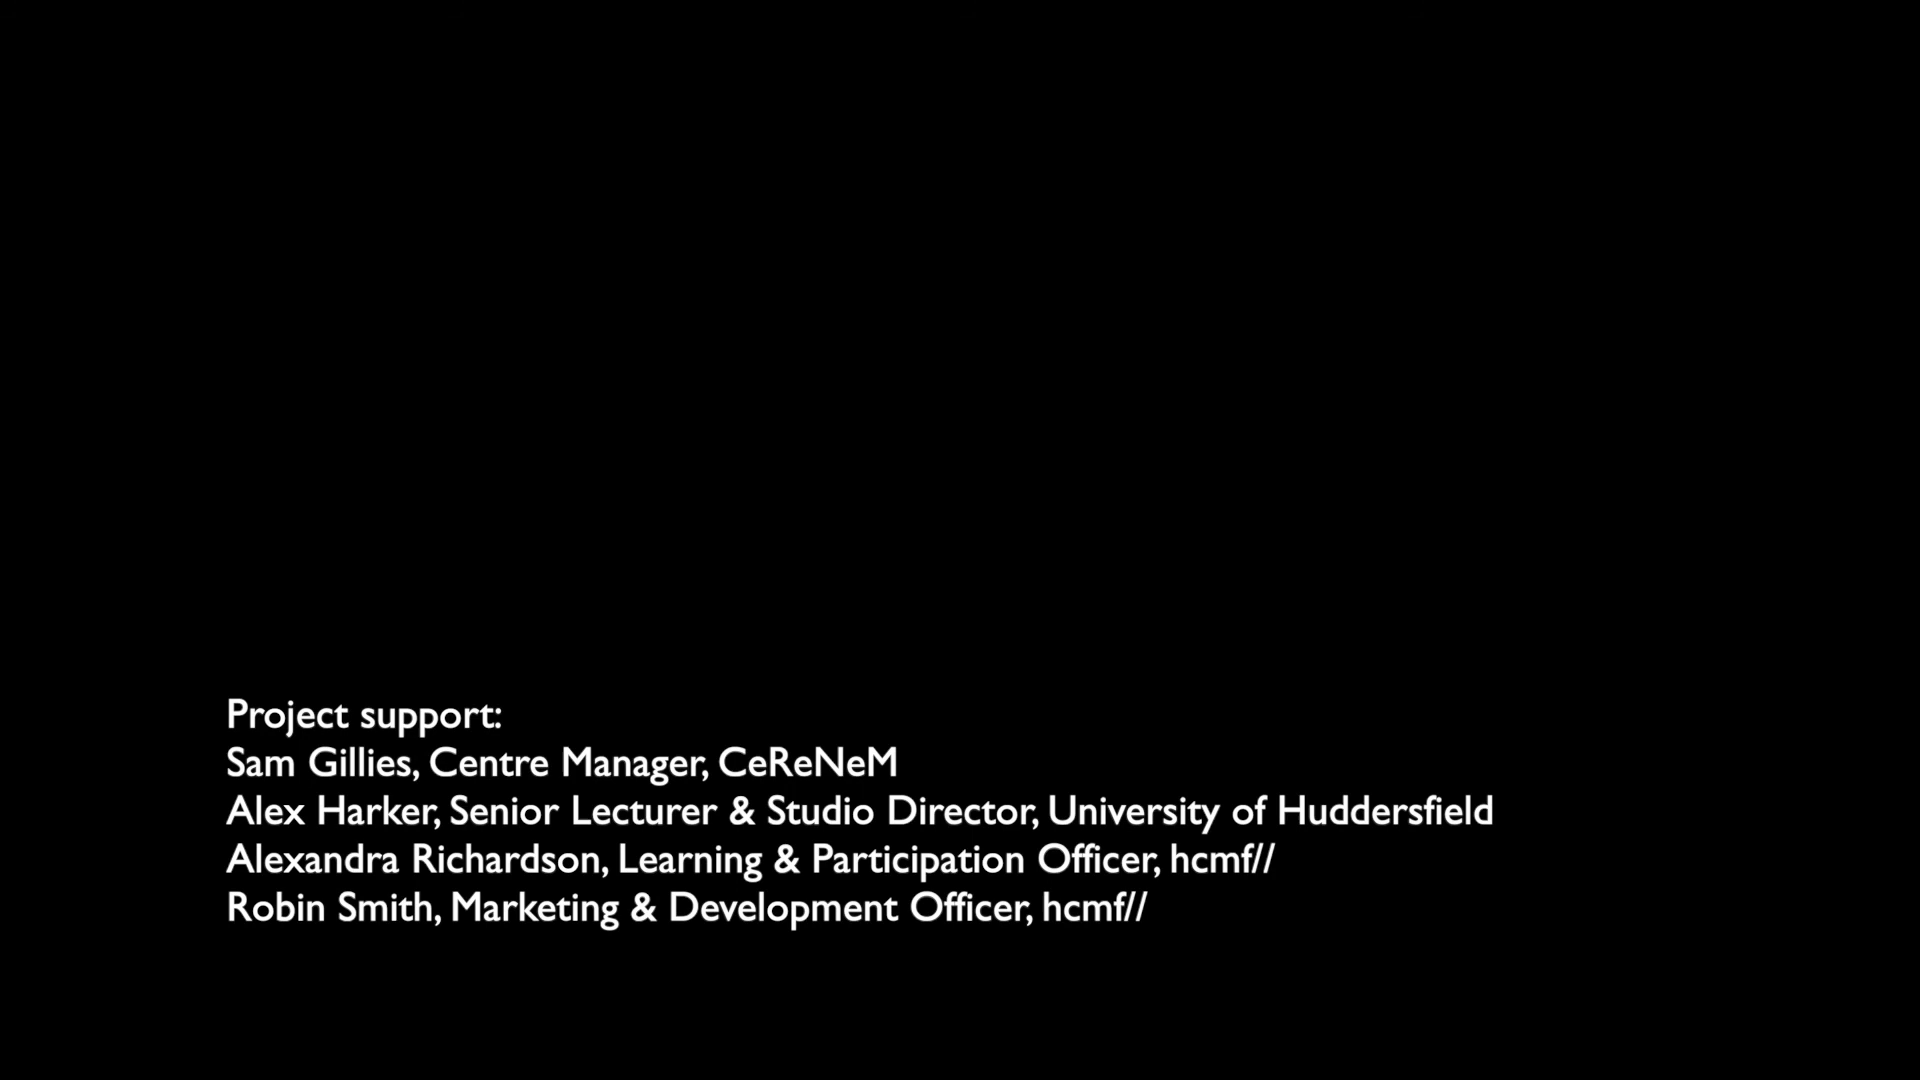 Project support:
Sam Gillies, Centre Manager, CeReNeM
Alex Harker, Senior Lecturer & Studio Director, University of Huddersfield
Alexandra Richardson, Learning & Participation Officer, hcmf//
Robin Smith, Marketing & Development Officer, hcmf//